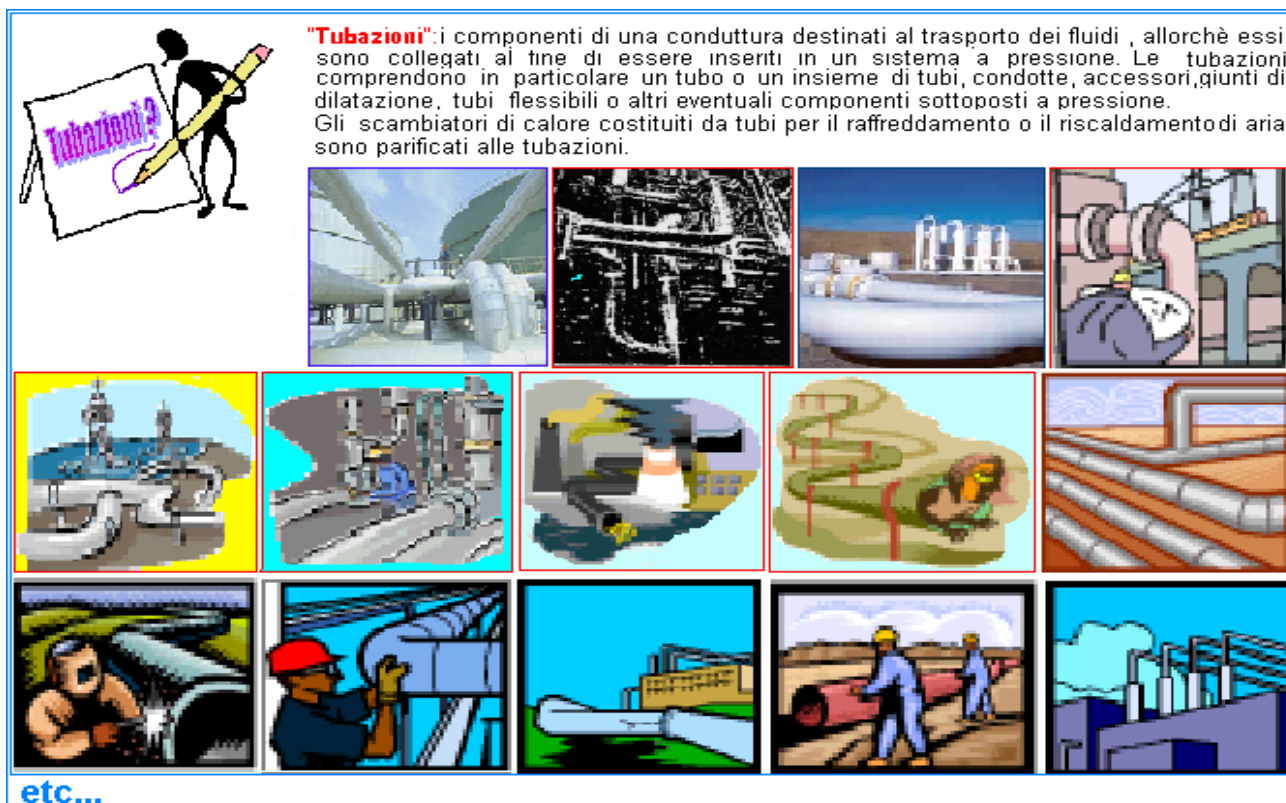 Tubazioni?
"Tubazioni":i componenti di una conduttura destinati al trasporto dei fluidi , allorchè essi
sono collegati al fine di essere inseriti in un sistema a pressione. Le tubazioni
comprendono in particolare un tubo o un insieme di tubi, condotte, accessori,giunti di
dilatazione, tubi flessibili o altri eventuali componenti sottoposti a pressione.
Gli scambiatori di calore costituiti da tubi per il raffreddamento o il riscaldamento di aria
sono parificati alle tubazioni.
etc...